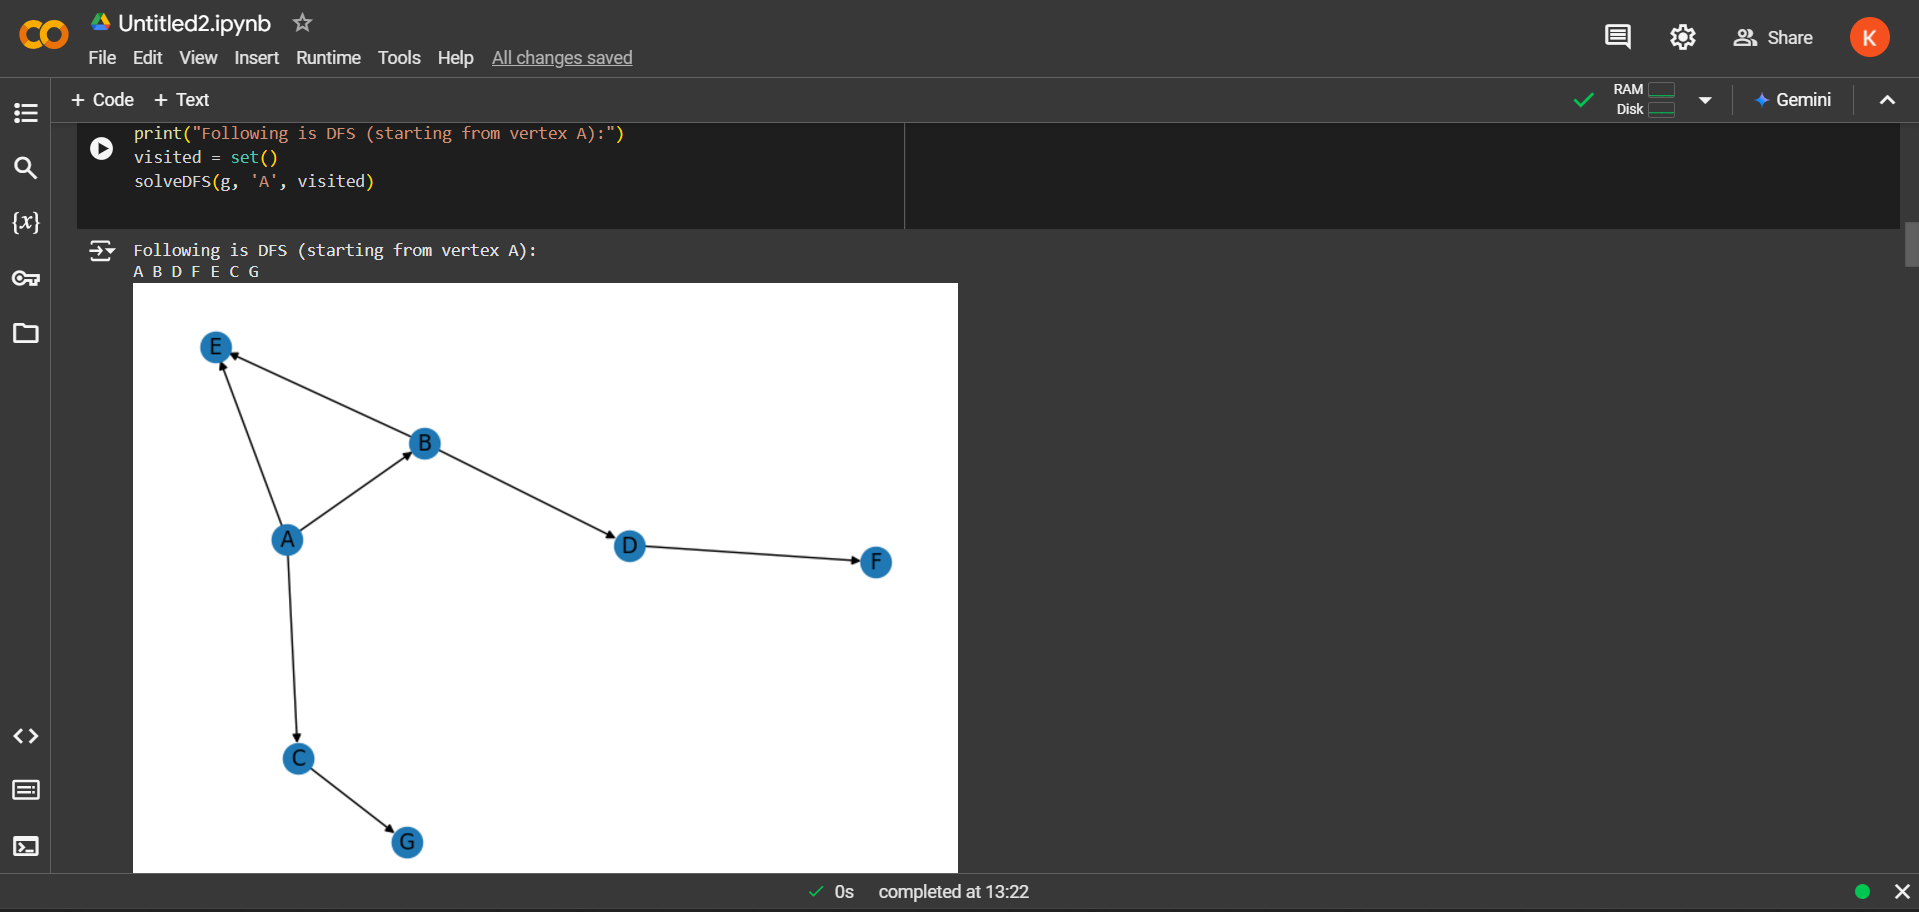 Untitled2.ipynb
File Edit View Insert Runtime Tools Help All changes saved
Share
K
+ Code + Text
RAM
Disk
Gemini
{x}
print("Following is DFS (starting from vertex A):")
visited = set()
solveDFS(g, 'A', visited)
Following is DFS (starting from vertex A):
A B D F E C G
E
B
A
D
F
C
G
0s completed at 13:22